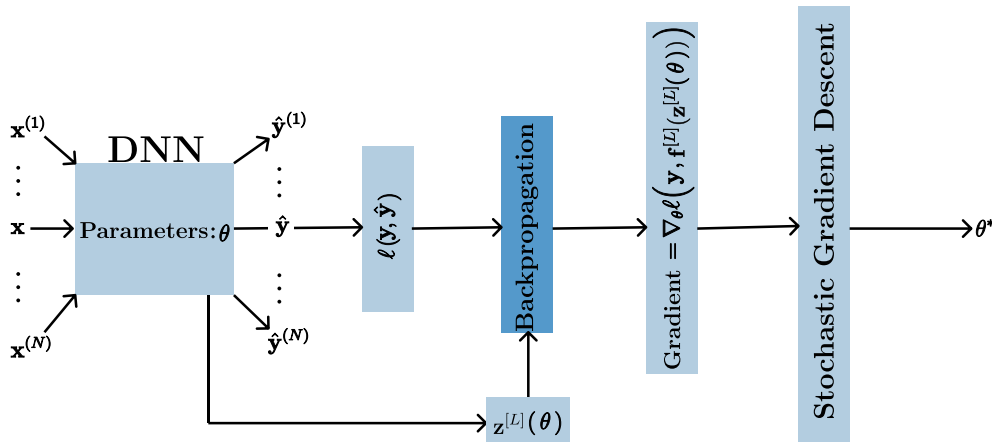 DNN
x^{(1)}
⋮
x
⋮
x^{(N)}
Parameters:θ
ŷ^{(1)}
⋮
ŷ
⋮
ŷ^{(N)}
ℓ(y, ŷ)
Backpropagation
z^{[L]}(θ)
Gradient = ∇_θ ℓ(y, f^{[L]}(z^{[L]}(θ)))
Stochastic Gradient Descent
θ*